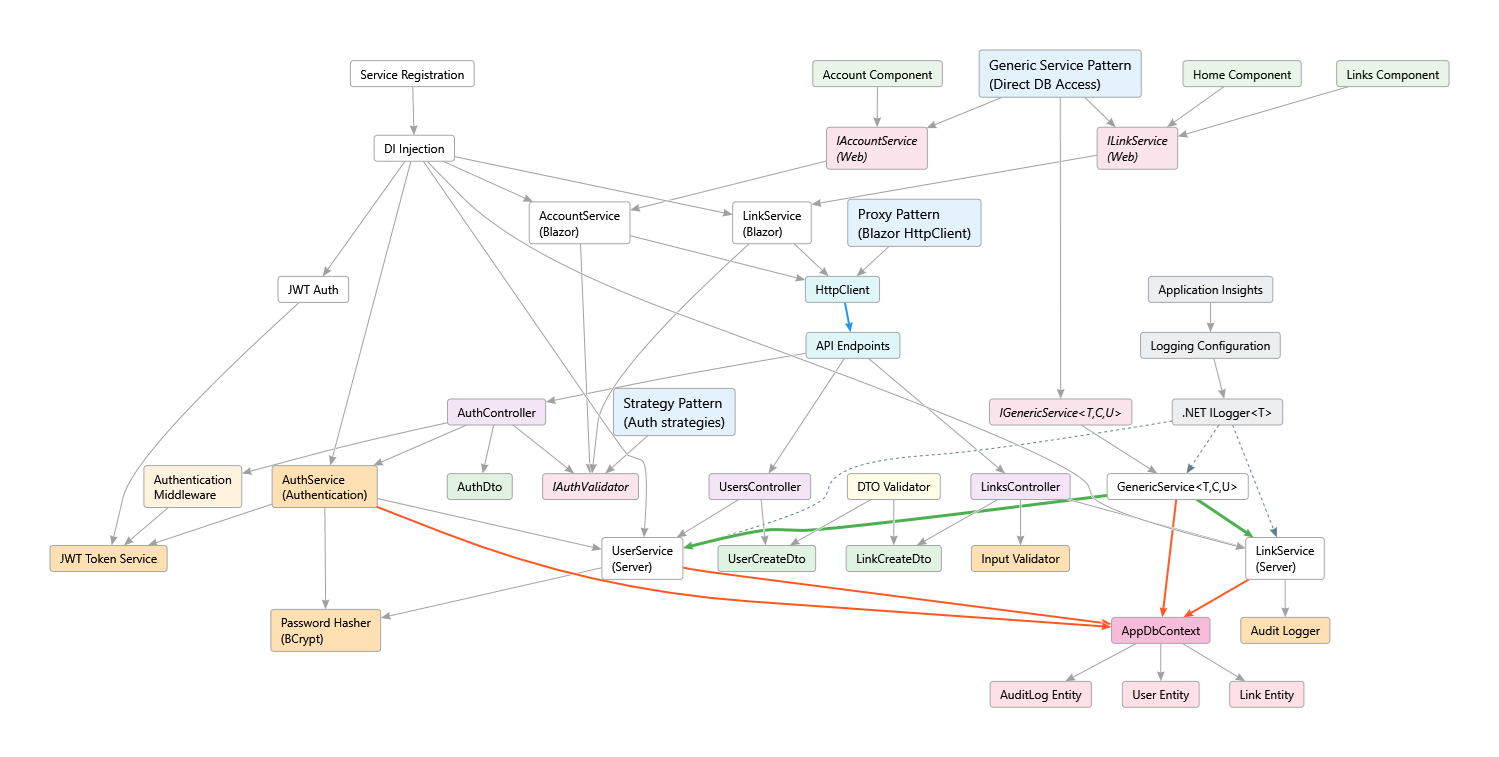 Service Registration
Account Component
Generic Service Pattern
(Direct DB Access)
Home Component
Links Component
DI Injection
IAccountService
(Web)
ILinkService
(Web)
AccountService
(Blazor)
LinkService
(Blazor)
Proxy Pattern
(Blazor HttpClient)
JWT Auth
HttpClient
Application Insights
API Endpoints
Logging Configuration
AuthController
Strategy Pattern
(Auth strategies)
IGenericService<T,C,U>
.NET ILogger<T>
Authentication
Middleware
AuthService
(Authentication)
AuthDto
IAuthValidator
UsersController
DTO Validator
LinksController
GenericService<T,C,U>
JWT Token Service
UserService
(Server)
UserCreateDto
LinkCreateDto
Input Validator
LinkService
(Server)
Password Hasher
(BCrypt)
AppDbContext
Audit Logger
AuditLog Entity
User Entity
Link Entity